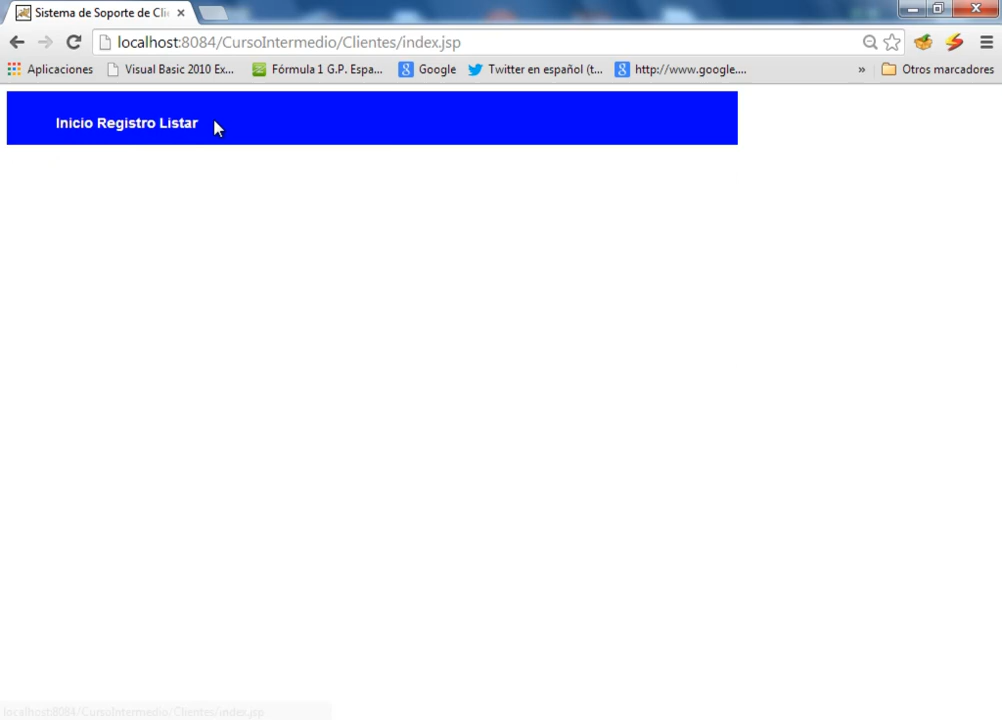 Sistema de Soporte de Cli
localhost:8084/CursoIntermedio/Clientes/index.jsp
Aplicaciones Visual Basic 2010 Ex... Fórmula 1 G.P. Espa... Google Twitter en español (t... http://www.google.... » Otros marcadores
Inicio Registro Listar
localhost:8084/CursoIntermedio/Clientes/index.jsp